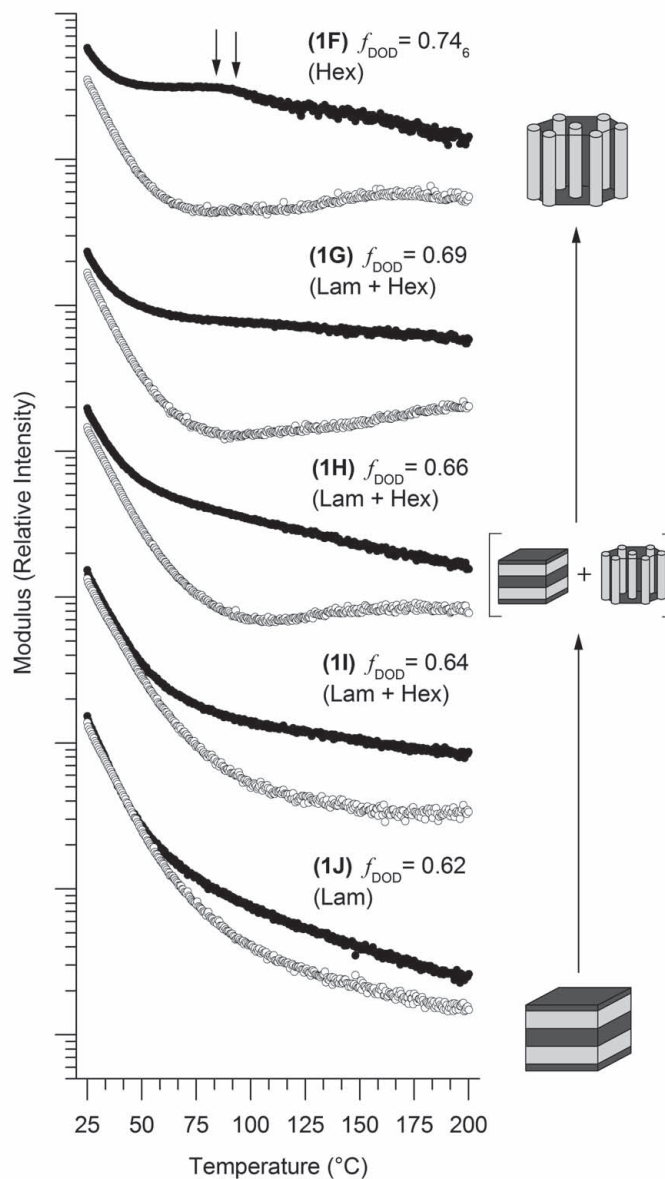 (1F) fDOD = 0.746
(Hex)
(1G) fDOD = 0.69
(Lam + Hex)
(1H) fDOD = 0.66
(Lam + Hex)
+
(1I) fDOD = 0.64
(Lam + Hex)
(1J) fDOD = 0.62
(Lam)
Modulus (Relative Intensity)
25 50 75 100 125 150 175 200
Temperature (°C)